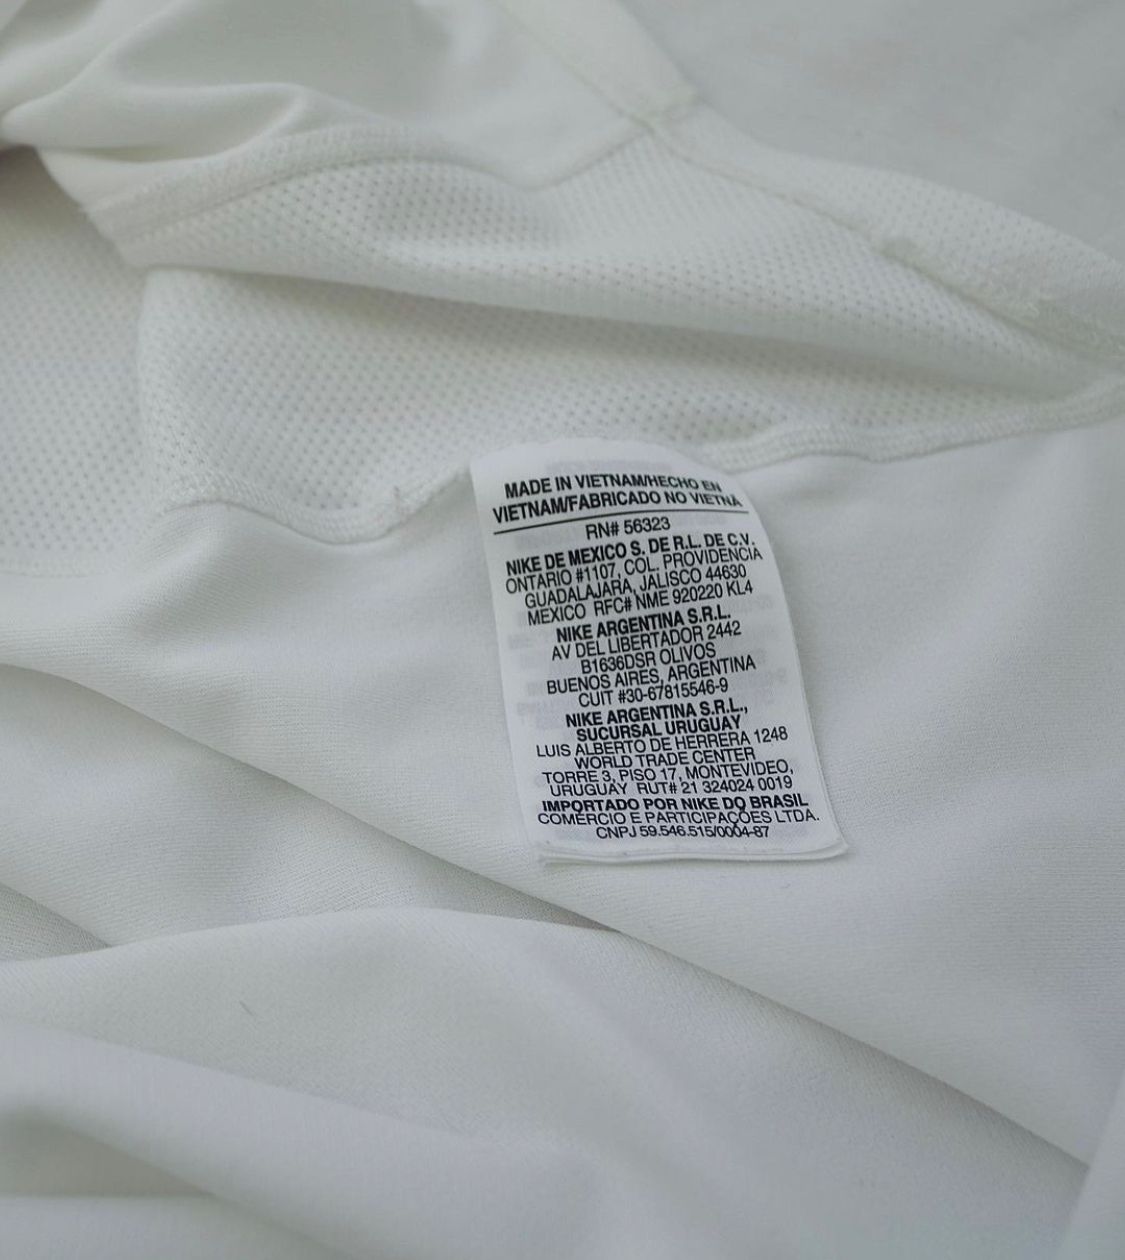 MADE IN VIETNAM/HECHO EN
VIETNAM/FABRICADO NO VIETNÃ
RN# 56323
NIKE DE MEXICO S. DE R.L. DE C.V.
ONTARIO #1107, COL. PROVIDENCIA
GUADALAJARA, JALISCO 44630
MEXICO RFC# NME 920220 KL4
NIKE ARGENTINA S.R.L.
AV DEL LIBERTADOR 2442
B1636DSR OLIVOS
BUENOS AIRES, ARGENTINA
CUIT #30-67815546-9
NIKE ARGENTINA S.R.L.,
SUCURSAL URUGUAY
LUIS ALBERTO DE HERRERA 1248
WORLD TRADE CENTER
TORRE 3, PISO 17, MONTEVIDEO,
URUGUAY RUT# 21 324024 0019
IMPORTADO POR NIKE DO BRASIL
COMÉRCIO E PARTICIPAÇÕES LTDA.
CNPJ 59.546.515/0004-87